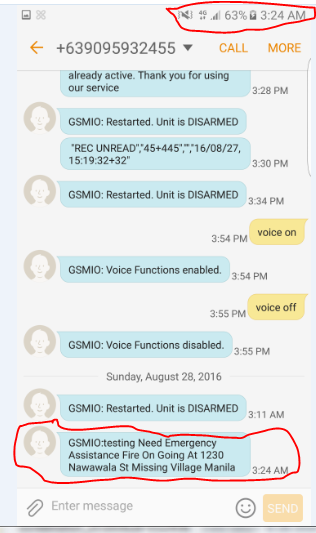 4G 63% 3:24 AM
+639095932455 CALL MORE
already active. Thank you for using
our service
3:28 PM
GSMIO: Restarted. Unit is DISARMED
"REC UNREAD","45+445","","16/08/27,
15:19:32+32"
3:30 PM
GSMIO: Restarted. Unit is DISARMED
3:34 PM
voice on
3:54 PM
GSMIO: Voice Functions enabled.
3:54 PM
voice off
3:55 PM
GSMIO: Voice Functions disabled.
3:55 PM
Sunday, August 28, 2016
GSMIO: Restarted. Unit is DISARMED
3:11 AM
GSMIO:testing Need Emergency
Assistance Fire On Going At 1230
Nawawala St Missing Village Manila
3:24 AM
Enter message SEND